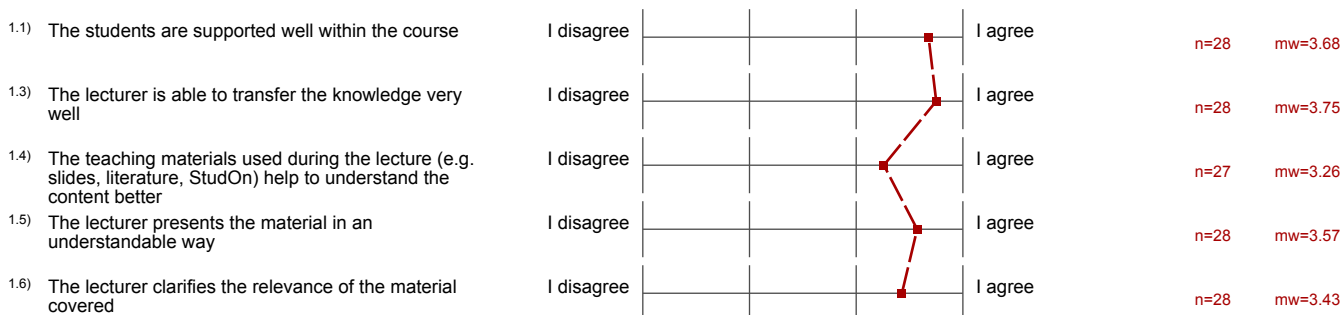 1.1) The students are supported well within the course I disagree I agree n=28 mw=3.68
1.3) The lecturer is able to transfer the knowledge very
well I disagree I agree n=28 mw=3.75
1.4) The teaching materials used during the lecture (e.g.
slides, literature, StudOn) help to understand the
content better I disagree I agree n=27 mw=3.26
1.5) The lecturer presents the material in an
understandable way I disagree I agree n=28 mw=3.57
1.6) The lecturer clarifies the relevance of the material
covered I disagree I agree n=28 mw=3.43